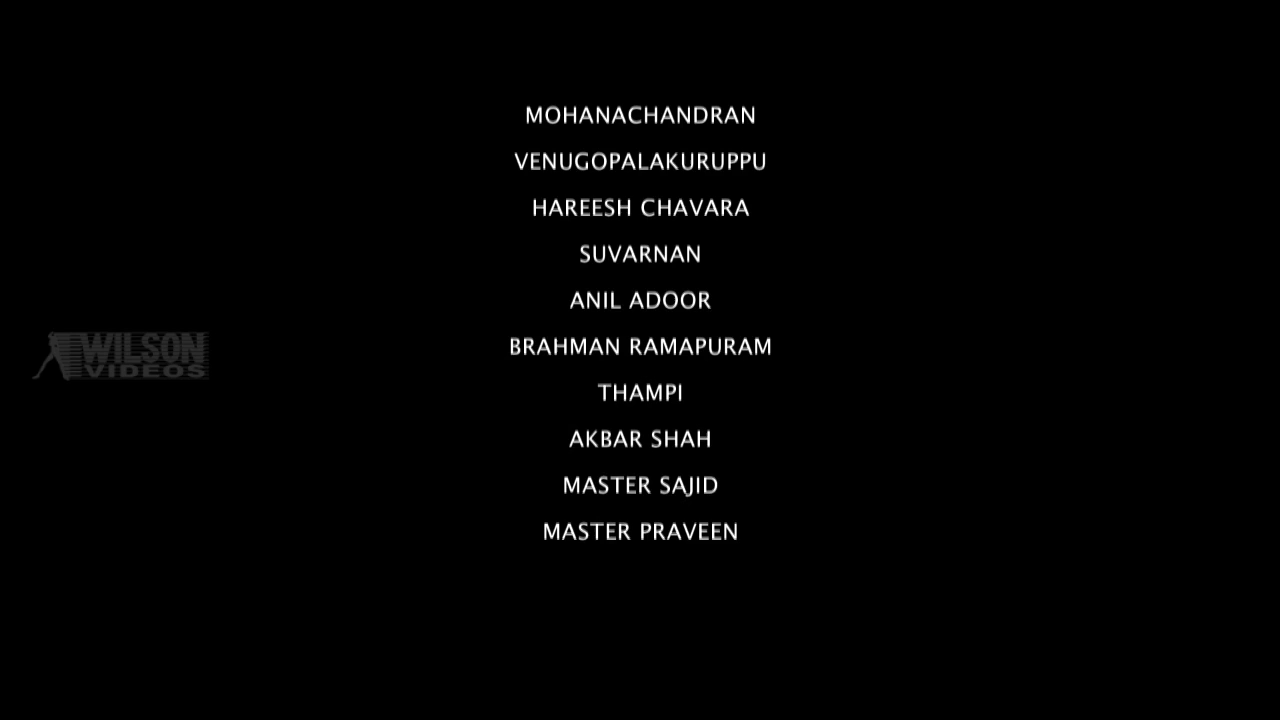 MOHANACHANDRAN
VENUGOPALAKURUPPU
HAREESH CHAVARA
SUVARNAN
ANIL ADOOR
BRAHMAN RAMAPURAM
WILSON
VIDEOS
THAMPI
AKBAR SHAH
MASTER SAJID
MASTER PRAVEEN